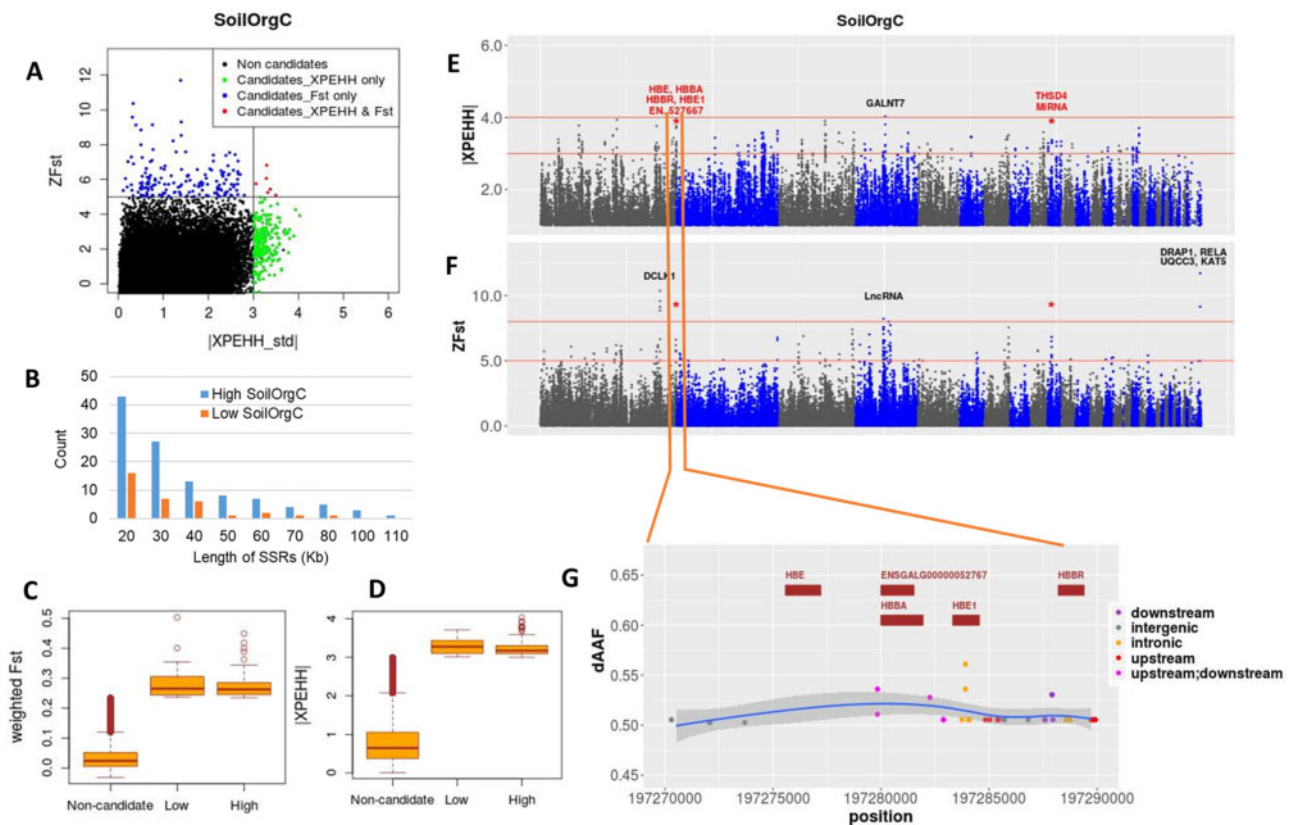 SoilOrgC
A
ZFst
12
10
8
6
4
2
0
0 1 2 3 4 5 6
|XPEHH_std|
Non candidates
Candidates_XPEHH only
Candidates_Fst only
Candidates_XPEHH & Fst
B
Count
50
40
30
20
10
0
High SoilOrgC
Low SoilOrgC
20 30 40 50 60 70 80 100 110
Length of SSRs (Kb)
C
weighted Fst
0.5
0.4
0.3
0.2
0.1
0.0
Non-candidate Low High
D
|XPEHH|
4
3
2
1
0
Non-candidate Low High
SoilOrgC
E
|XPEHH|
6.0
4.0
2.0
HBE, HBBA
HBBR, HBE1
EN_527667
GALNT7
THSD4
MIRNA
F
ZFst
10.0
5.0
0.0
DCLK1
LncRNA
DRAP1, RELA
UQCC3, KAT5
G
dAAF
0.65
0.60
0.55
0.50
0.45
HBE
ENSGALG00000052767
HBBR
HBBA
HBE1
197270000 197275000 197280000 197285000 197290000
position
downstream
intergenic
intronic
upstream
upstream;downstream